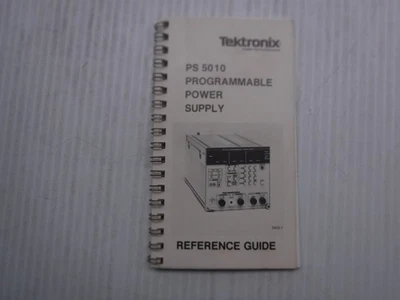 Tektronix
PS 5010
PROGRAMMABLE
POWER
SUPPLY
REFERENCE GUIDE